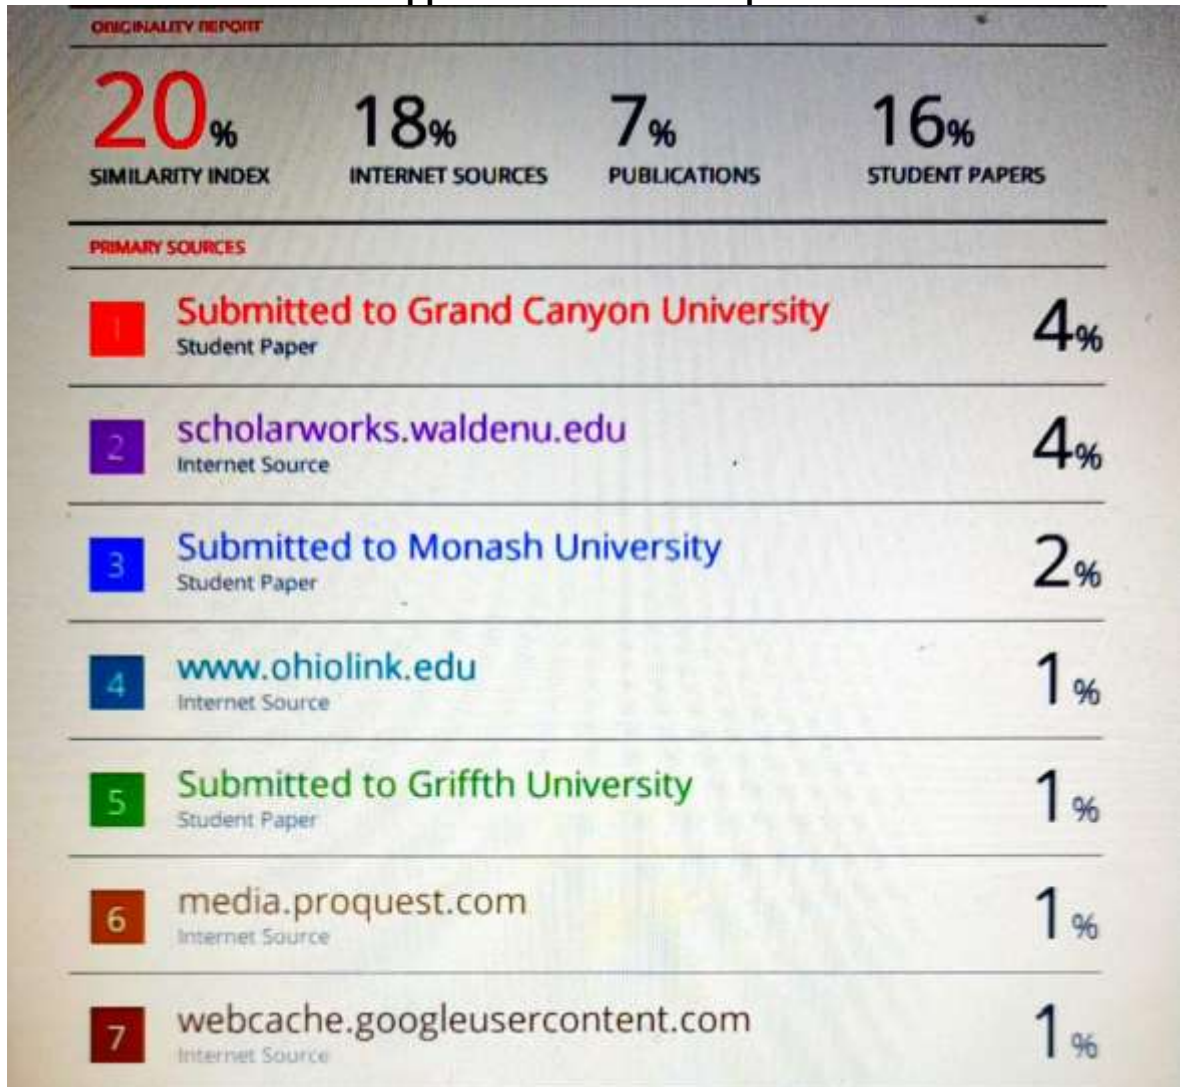 ORIGINALITY REPORT
20% 18% 7% 16%
SIMILARITY INDEX INTERNET SOURCES PUBLICATIONS STUDENT PAPERS
PRIMARY SOURCES
1 Submitted to Grand Canyon University 4%
Student Paper
2 scholarworks.waldenu.edu 4%
Internet Source
3 Submitted to Monash University 2%
Student Paper
4 www.ohiolink.edu 1%
Internet Source
5 Submitted to Griffth University 1%
Student Paper
6 media.proquest.com 1%
Internet Source
7 webcache.googleusercontent.com 1%
Internet Source